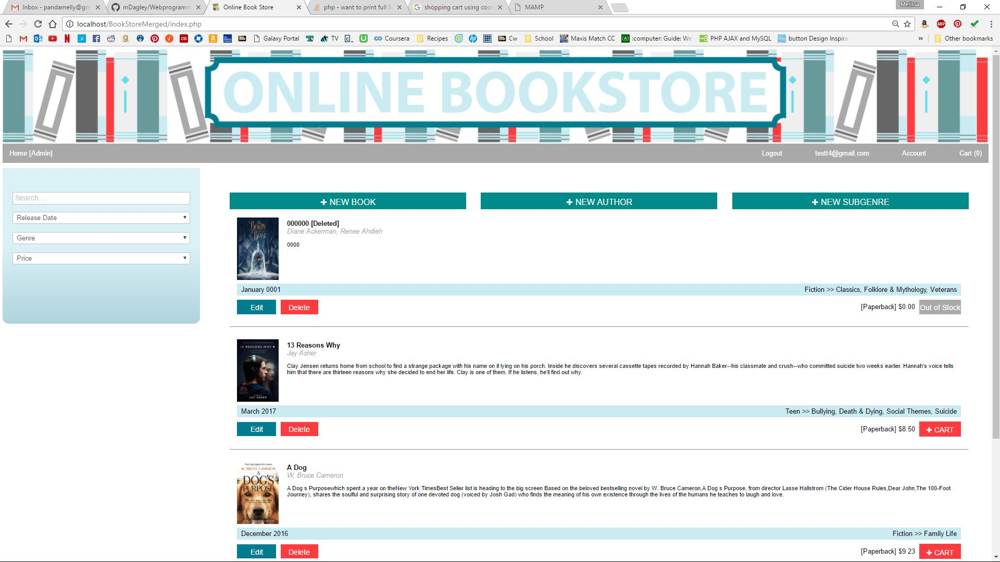 Inbox - pandamelly@gm
mDagley/Webprogramm
Online Book Store
php - want to print full N
shopping cart using cook
MAMP
Melissa
localhost/BookStoreMerged/index.php
Galaxy Portal
TV
Coursera
Recipes
Cw
School
Maxis Match CC
:computer: Guide: We
PHP AJAX and MySQL
button Design Inspira
»
Other bookmarks
ONLINE BOOKSTORE
Home [Admin]
Logout
testt4@gmail.com
Account
Cart (0)
Search...
Release Date
Genre
Price
+ NEW BOOK
+ NEW AUTHOR
+ NEW SUBGENRE
BEAUTY
BEAST
000000 [Deleted]
Diane Ackerman, Renee Ahdieh
0000
January 0001
Fiction >> Classics, Folklore & Mythology, Veterans
Edit
Delete
[Paperback] $0.00
Out of Stock
13 REASONS WHY
JAY ASHER
13 Reasons Why
Jay Asher
Clay Jensen returns home from school to find a strange package with his name on it lying on his porch. Inside he discovers several cassette tapes recorded by Hannah Baker--his classmate and crush--who committed suicide two weeks earlier. Hannah's voice tells
him that there are thirteen reasons why she decided to end her life. Clay is one of them. If he listens, he'll find out why.
March 2017
Teen >> Bullying, Death & Dying, Social Themes, Suicide
Edit
Delete
[Paperback] $8.50
+ CART
Every dog happens for a reason.
W. BRUCE CAMERON
A
DOG'S
PURPOSE
A Dog
W. Bruce Cameron
A Dog s Purposewhich spent a year on theNew York TimesBest Seller list is heading to the big screen Based on the beloved bestselling novel by W. Bruce Cameron,A Dog s Purpose, from director Lasse Hallstrom (The Cider House Rules,Dear John,The 100-Foot
Journey), shares the soulful and surprising story of one devoted dog (voiced by Josh Gad) who finds the meaning of his own existence through the lives of the humans he teaches to laugh and love.
December 2016
Fiction >> Family Life
Edit
Delete
[Paperback] $9.23
+ CART